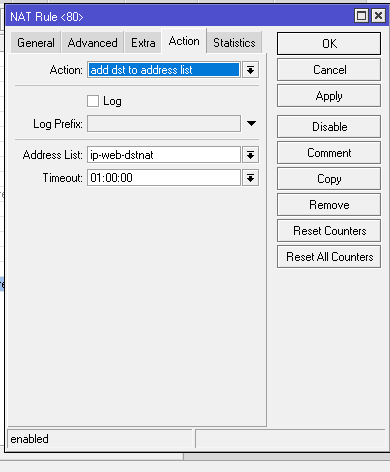 NAT Rule <80>
General Advanced Extra Action Statistics
Action: add dst to address list
Log
Log Prefix:
Address List: ip-web-dstnat
Timeout: 01:00:00
OK
Cancel
Apply
Disable
Comment
Copy
Remove
Reset Counters
Reset All Counters
enabled